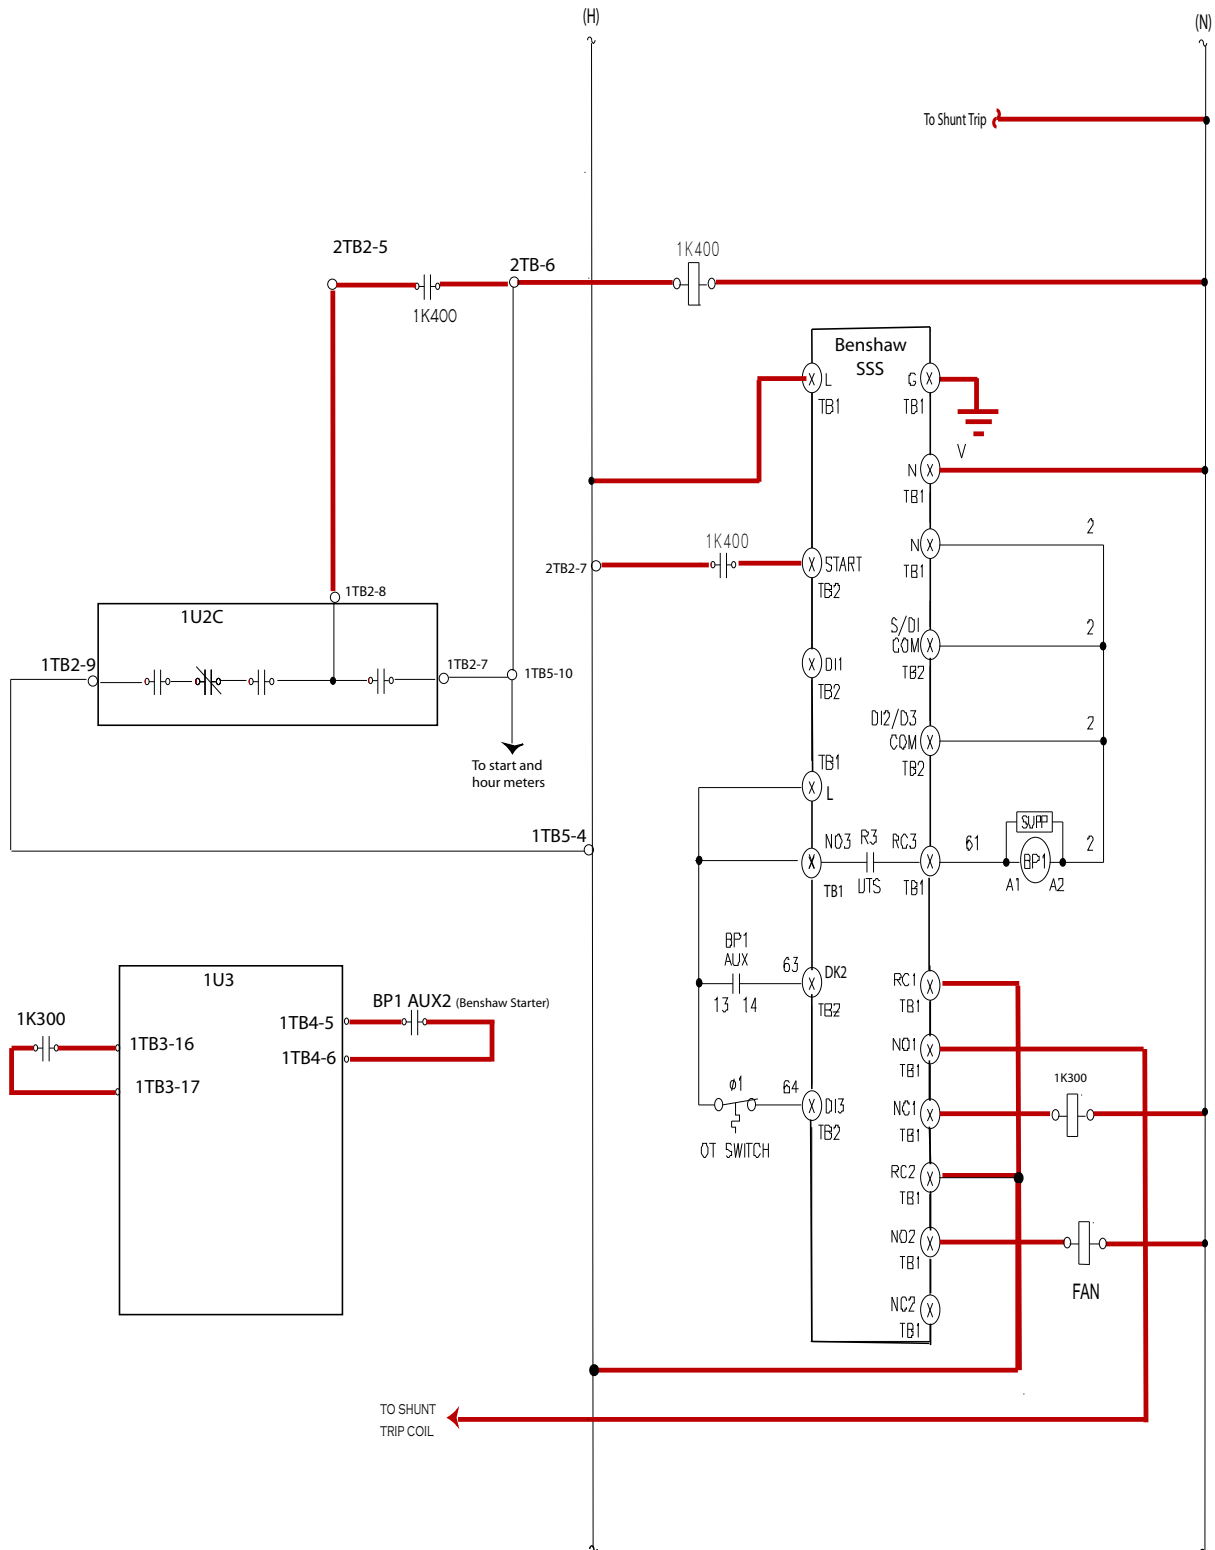 (H)
(N)
To Shunt Trip
2TB2-5
2TB-6
1K400
1K400
Benshaw
SSS
L
TB1
G
TB1
V
N
TB1
2
1K400
2TB2-7
START
TB2
N
TB1
1TB2-8
1U2C
S/DI
COM
TB2
2
1TB2-9
1TB2-7
1TB5-10
DI1
TB2
DI2/D3
COM
TB2
2
To start and
hour meters
TB1
L
1TB5-4
NO3
R3
RC3
61
SUPP
BP1
2
TB1
UTS
TB1
A1
A2
BP1
AUX
63
DK2
13
14
TB2
RC1
TB1
1U3
BP1 AUX2 (Benshaw Starter)
1K300
1TB4-5
1TB3-16
1TB4-6
1TB3-17
NO1
TB1
1K300
ø1
64
DI3
TB2
OT SWITCH
NC1
TB1
RC2
TB1
NO2
TB1
FAN
NC2
TB1
TO SHUNT
TRIP COIL